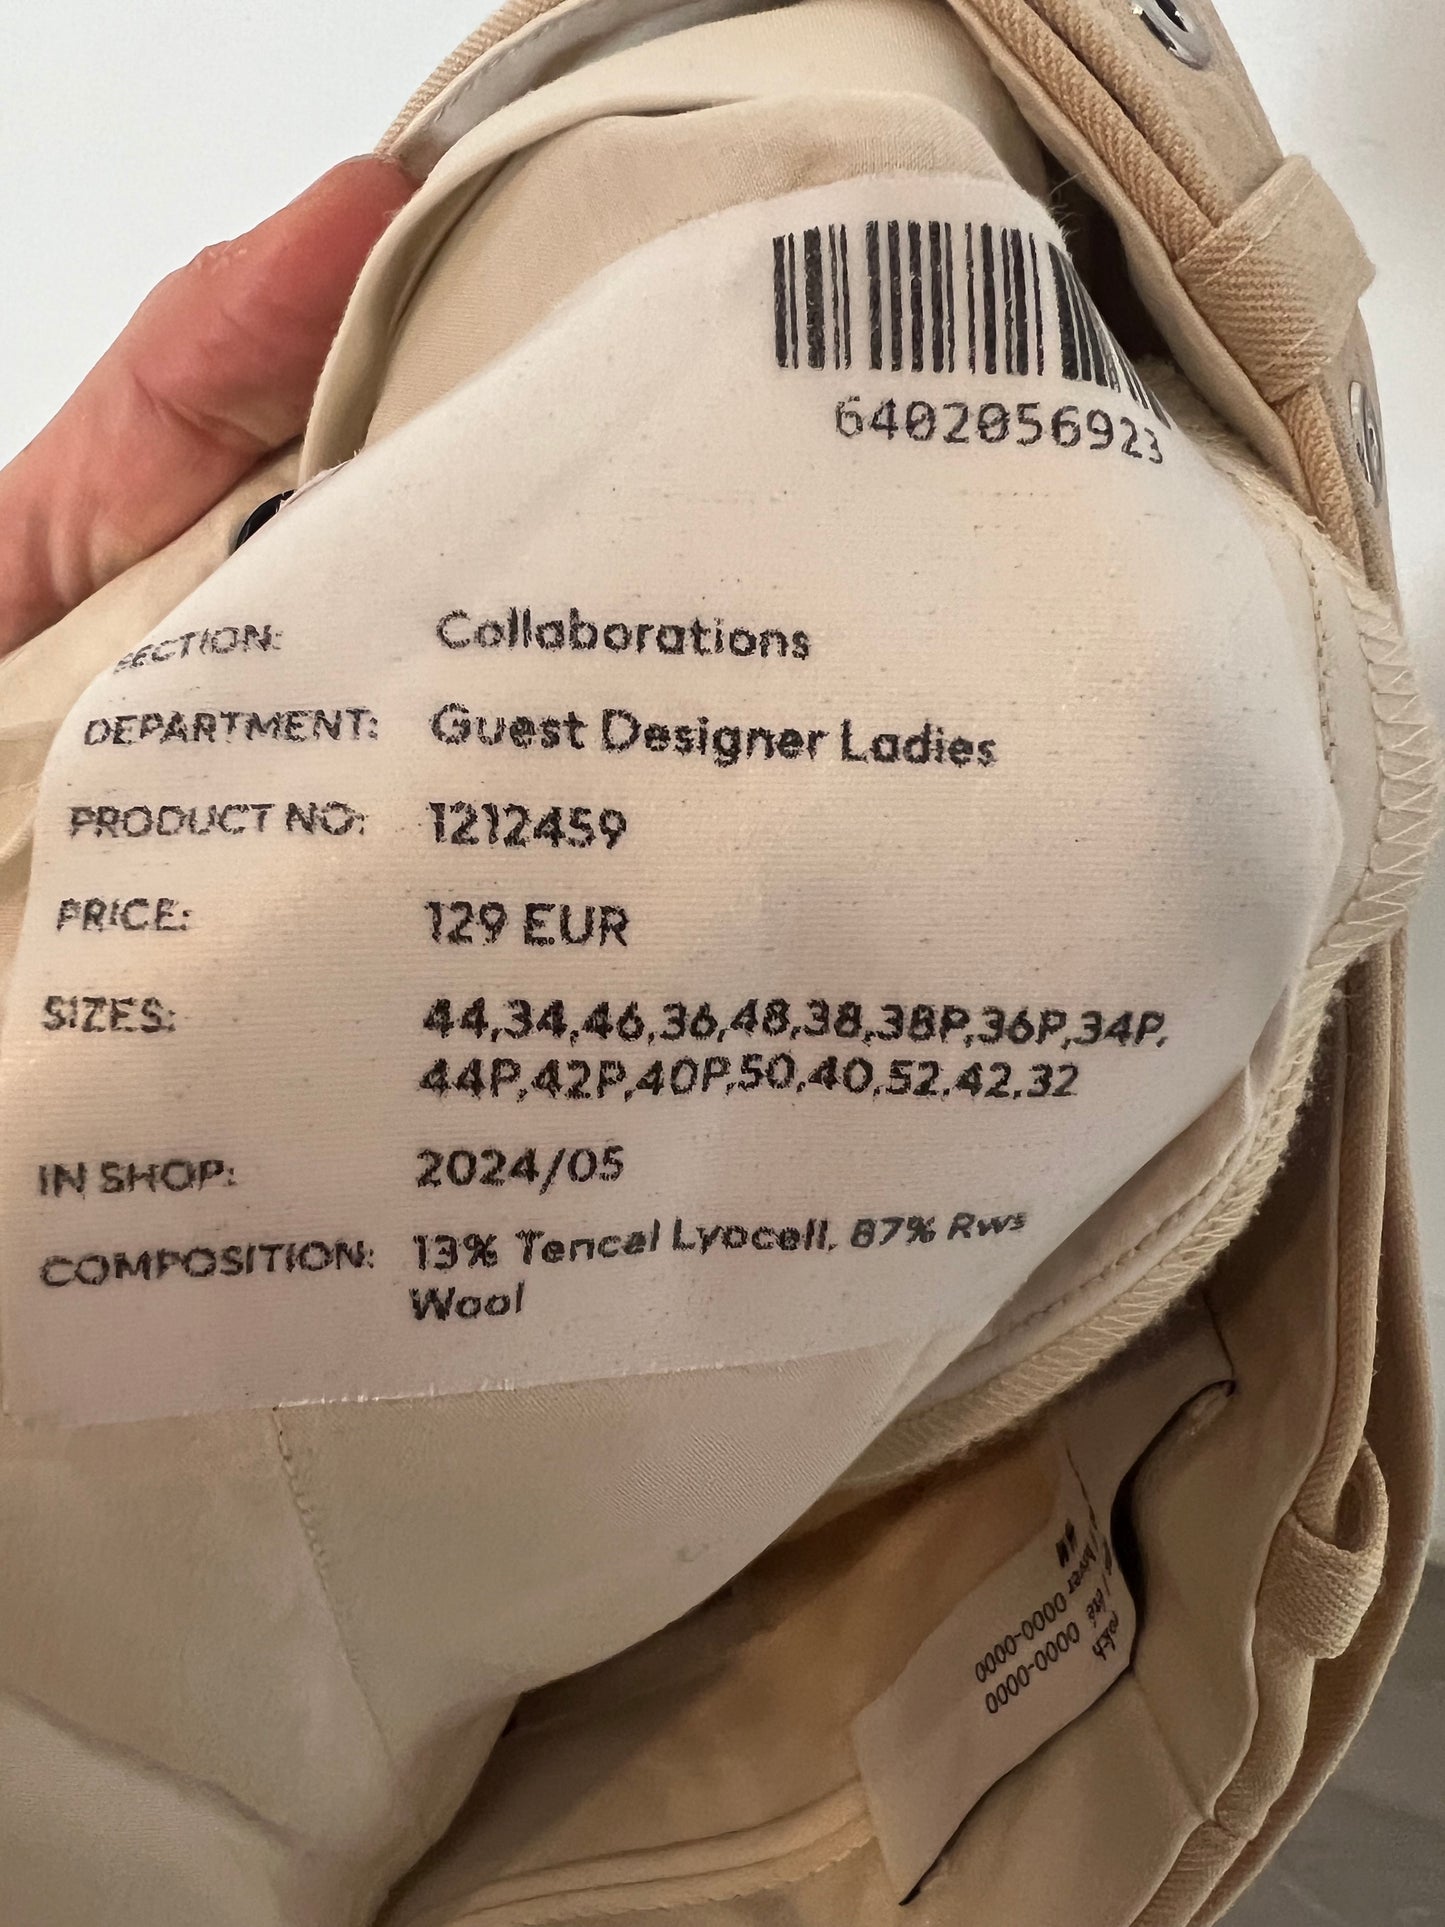 6402056923
SECTION: Collaborations
DEPARTMENT: Guest Designer Ladies
PRODUCT NO: 1212459
PRICE: 129 EUR
SIZES: 44,34,46,36,48,38,38P,36P,34P,
44P,42P,40P,50,40,52,42,32
IN SHOP: 2024/05
COMPOSITION: 13% Tencel Lyocell, 87% Rws
Wool
0000-0000
0000-0000